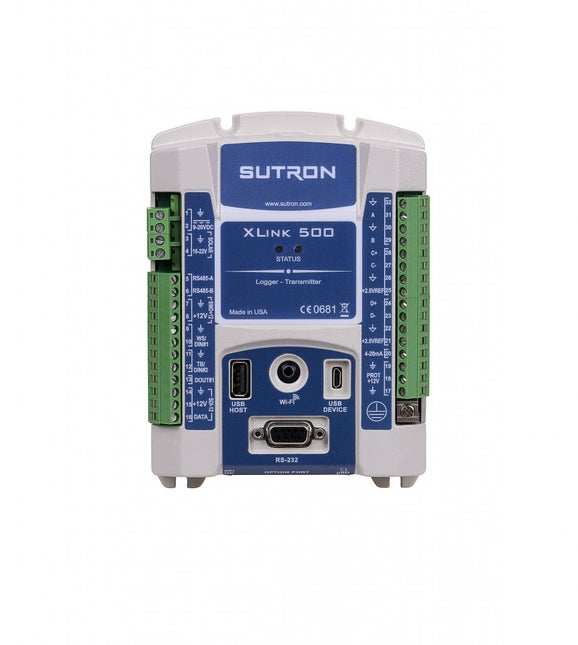 SUTRON
www.sutron.com
XLINK 500
STATUS
Logger - Transmitter
Made in USA
CE0681
1
2 9-20VDC
3
4 16-22V
SOLAR
5 RS485-A
6 RS485-B
7
8 +12V
9
10 WS/
DIN#1
11
12 TB/
DIN#2
13 DOUT#1
14
15 +12V
16 DATA
32
A 31
30
B 29
C+ 28
C- 27
26
+2.5VREF 25
D+ 24
D- 23
22
+2.5VREF 21
4-20mA 20
19
PROT
+12V 18
17
USB
HOST
WI-FI
USB
DEVICE
RS-232
OPTION PORT